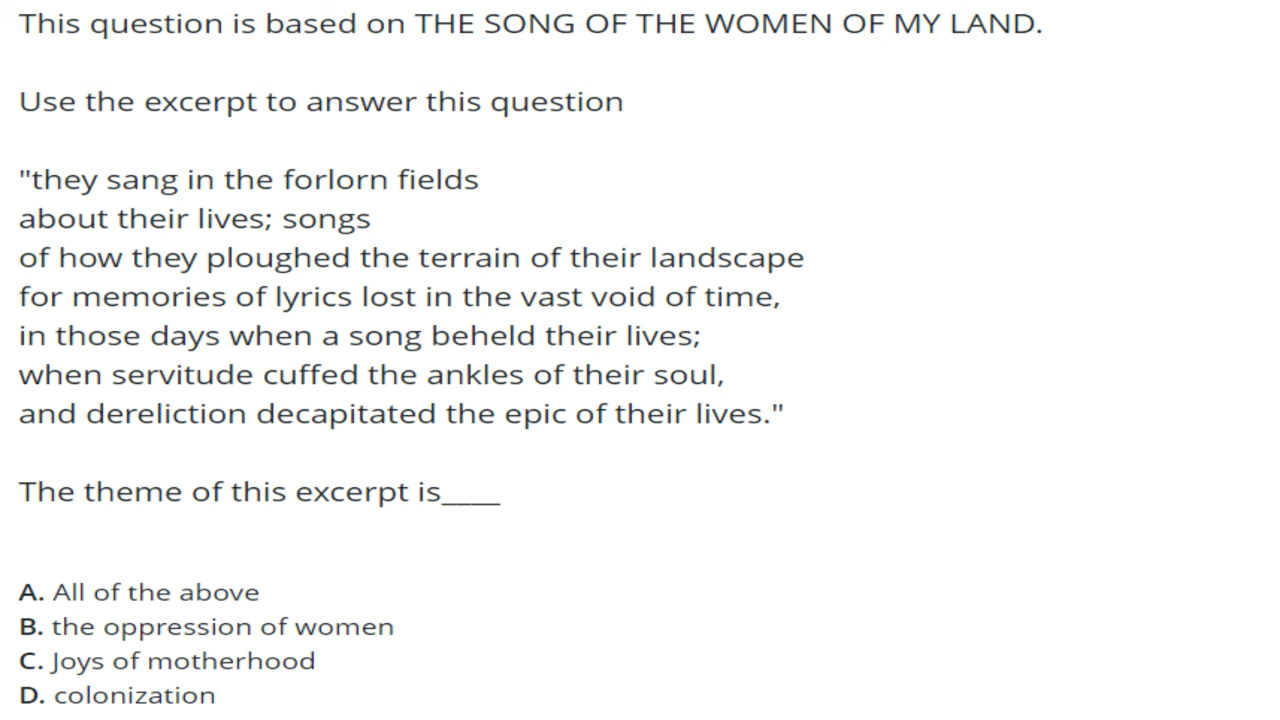 This question is based on THE SONG OF THE WOMEN OF MY LAND.
Use the excerpt to answer this question
"they sang in the forlorn fields
about their lives; songs
of how they ploughed the terrain of their landscape
for memories of lyrics lost in the vast void of time,
in those days when a song beheld their lives;
when servitude cuffed the ankles of their soul,
and dereliction decapitated the epic of their lives."
The theme of this excerpt is____
A. All of the above
B. the oppression of women
C. Joys of motherhood
D. colonization